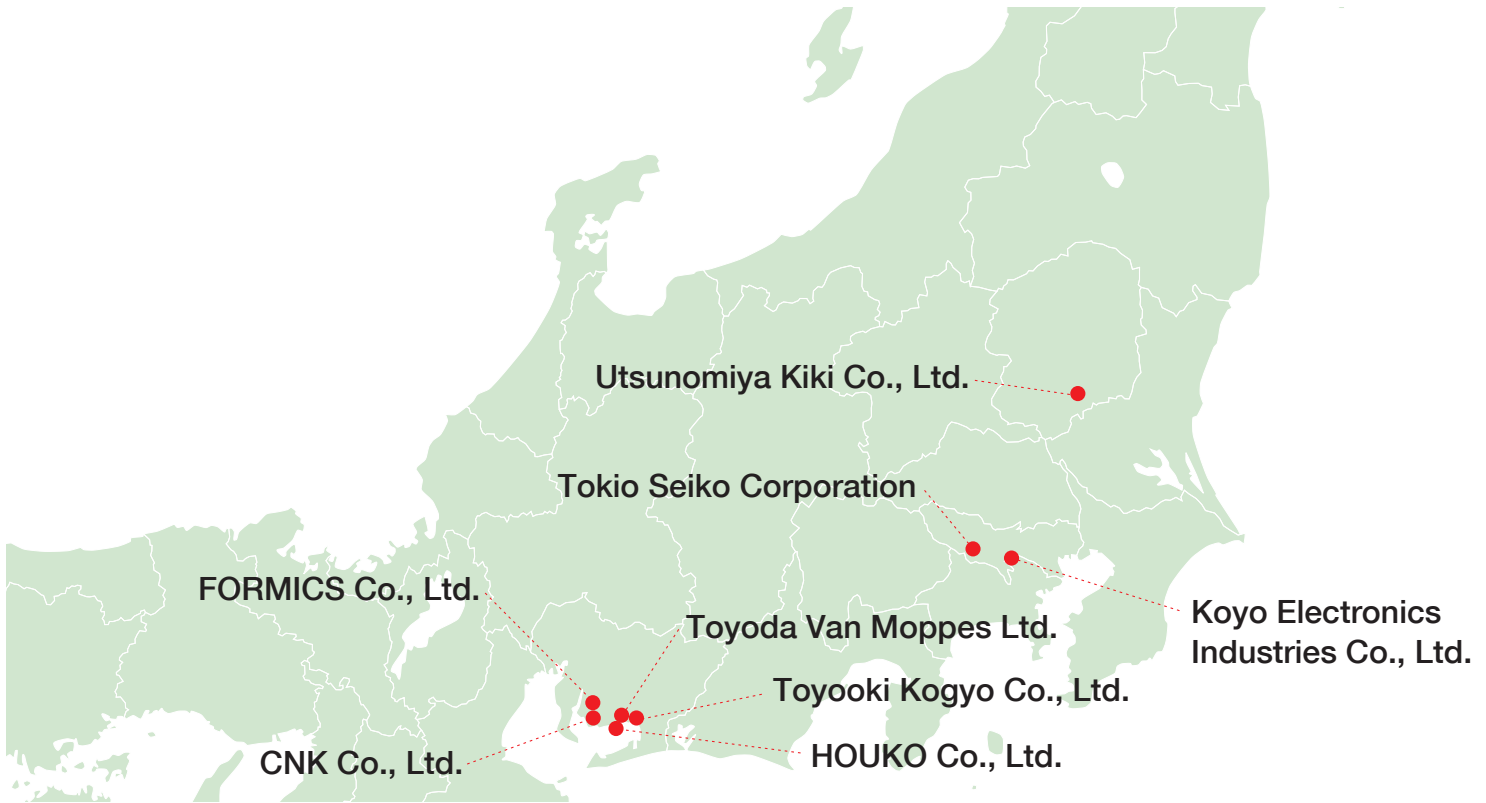 Utsunomiya Kiki Co., Ltd.
Tokio Seiko Corporation
FORMICS Co., Ltd.
Toyoda Van Moppes Ltd.
Koyo Electronics
Industries Co., Ltd.
Toyooki Kogyo Co., Ltd.
CNK Co., Ltd.
HOUKO Co., Ltd.